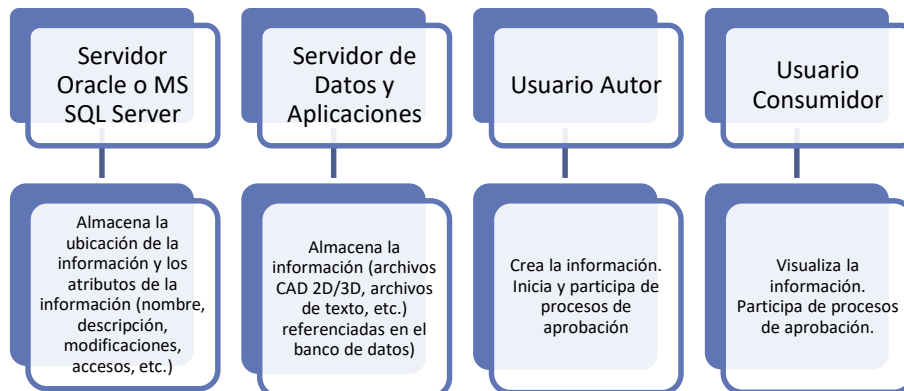 Servidor
Oracle o MS
SQL Server
Servidor de
Datos y
Aplicaciones
Usuario Autor
Usuario
Consumidor
Almacena la
ubicación de la
información y los
atributos de la
información (nombre,
descripción,
modificaciones,
accesos, etc.)
Almacena la
información (archivos
CAD 2D/3D, archivos
de texto, etc.)
referenciadas en el
banco de datos)
Crea la información.
Inicia y participa de
procesos de
aprobación
Visualiza la
información.
Participa de procesos
de aprobación.